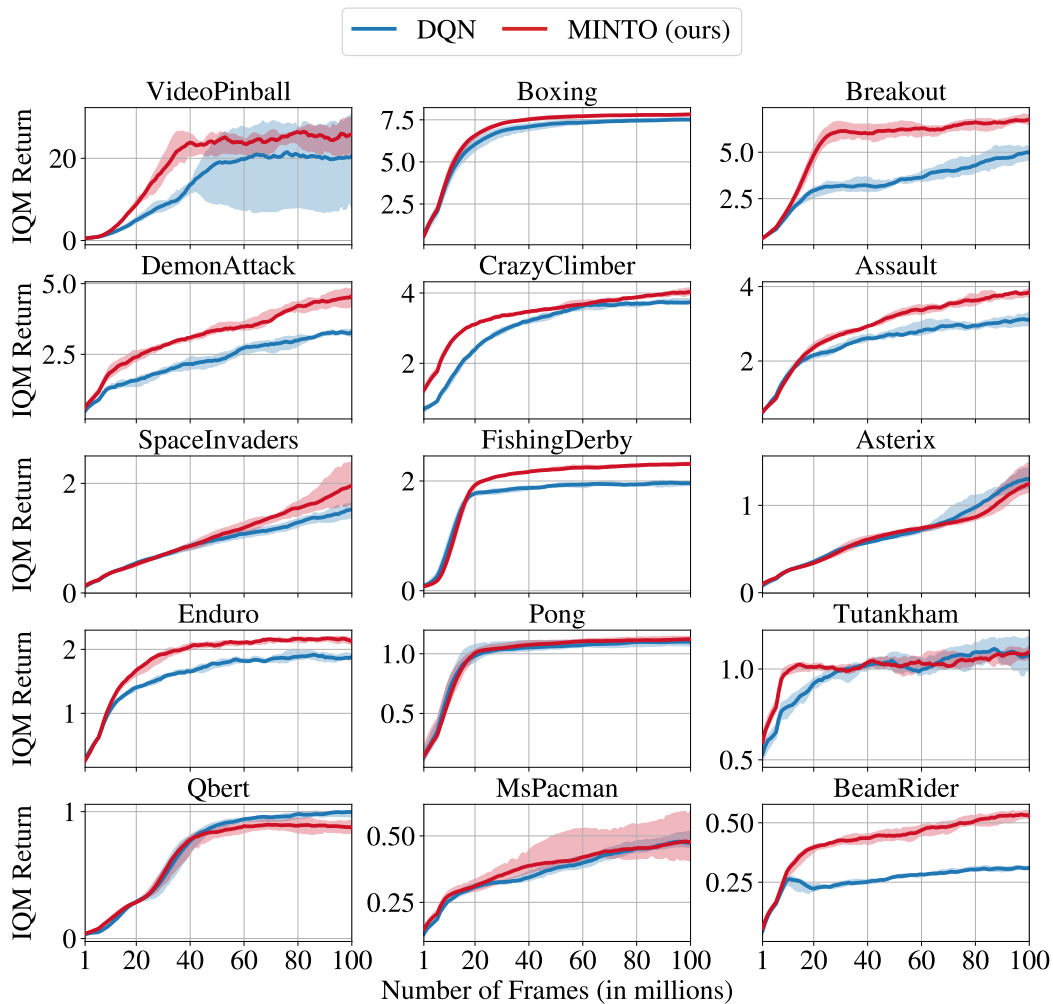 DQN MINTO (ours)
VideoPinball Boxing Breakout
IQM Return
20
0
7.5
5.0
2.5
5.0
2.5
DemonAttack CrazyClimber Assault
IQM Return
5.0
2.5
4
2
4
2
SpaceInvaders FishingDerby Asterix
IQM Return
2
0
2
0
1
0
Enduro Pong Tutankham
IQM Return
2
1
1.0
0.5
1.0
0.5
Qbert MsPacman BeamRider
IQM Return
1
0
0.50
0.25
0.50
0.25
1 20 40 60 80 100 1 20 40 60 80 100 1 20 40 60 80 100
Number of Frames (in millions)